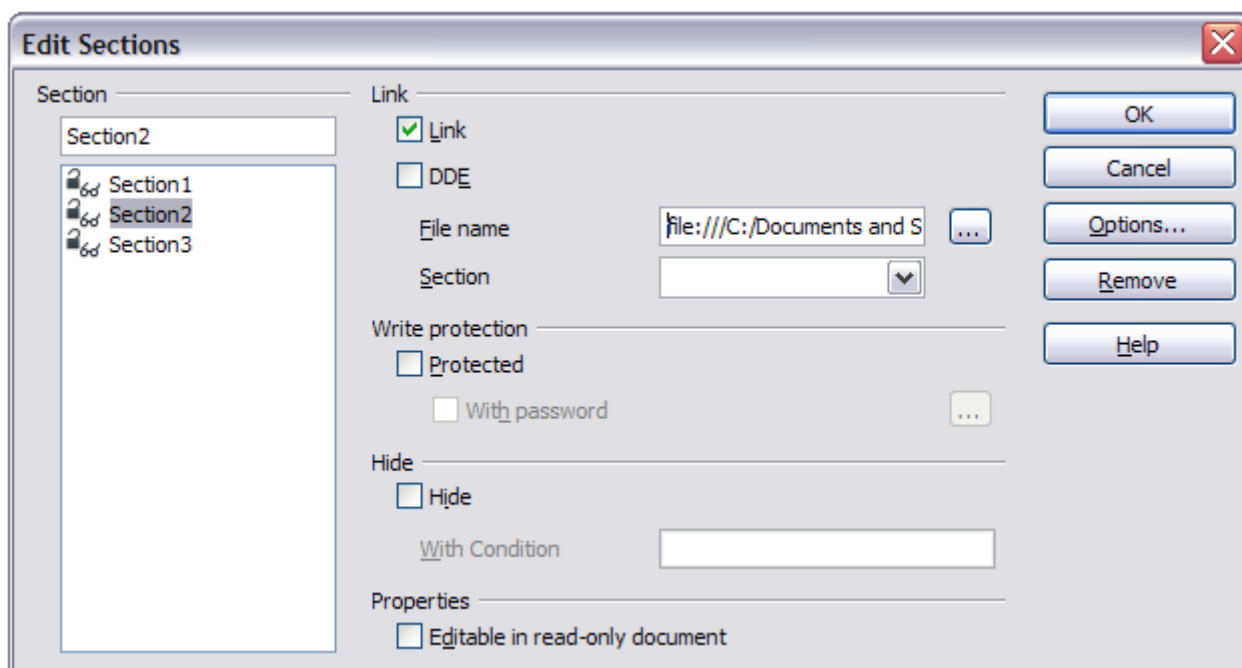 Edit Sections
Section
Section2
Section1
Section2
Section3
Link
Link
DDE
File name
file:///C:/Documents and S
...
Section
Write protection
Protected
With password
...
Hide
Hide
With Condition
Properties
Editable in read-only document
OK
Cancel
Options...
Remove
Help